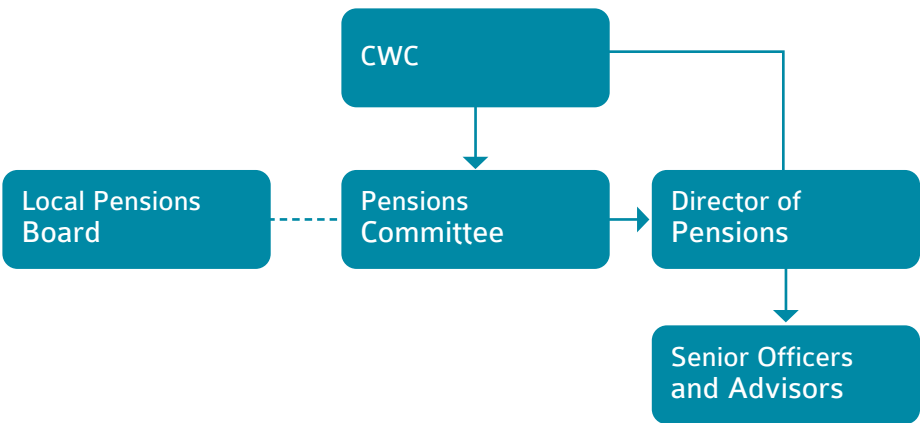 CWC
Local Pensions
Board
Pensions
Committee
Director of
Pensions
Senior Officers
and Advisors